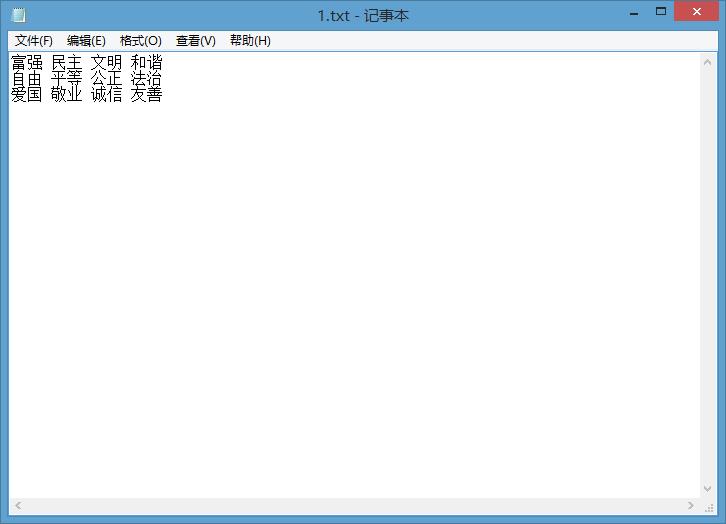 1.txt - 记事本
文件(F) 编辑(E) 格式(O) 查看(V) 帮助(H)
富强 民主 文明 和谐
自由 平等 公正 法治
爱国 敬业 诚信 友善